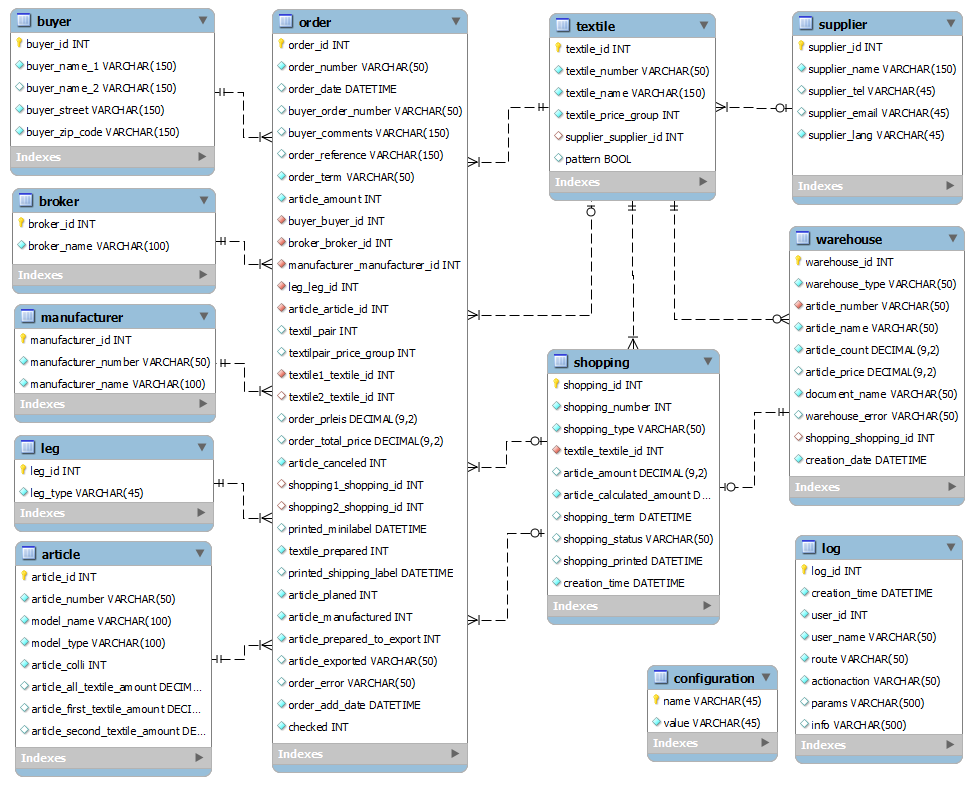 buyer
buyer_id INT
buyer_name_1 VARCHAR(150)
buyer_name_2 VARCHAR(150)
buyer_street VARCHAR(150)
buyer_zip_code VARCHAR(150)
Indexes
broker
broker_id INT
broker_name VARCHAR(100)
Indexes
manufacturer
manufacturer_id INT
manufacturer_number VARCHAR(50)
manufacturer_name VARCHAR(100)
Indexes
leg
leg_id INT
leg_type VARCHAR(45)
Indexes
article
article_id INT
article_number VARCHAR(50)
model_name VARCHAR(100)
model_type VARCHAR(100)
article_colli INT
article_all_textile_amount DECIM...
article_first_textile_amount DECI...
article_second_textile_amount DE...
Indexes
order
order_id INT
order_number VARCHAR(50)
order_date DATETIME
buyer_order_number VARCHAR(50)
buyer_comments VARCHAR(150)
order_reference VARCHAR(150)
order_term VARCHAR(50)
article_amount INT
buyer_buyer_id INT
broker_broker_id INT
manufacturer_manufacturer_id INT
leg_leg_id INT
article_article_id INT
textil_pair INT
textilpair_price_group INT
textile1_textile_id INT
textile2_textile_id INT
order_prleis DECIMAL(9,2)
order_total_price DECIMAL(9,2)
article_canceled INT
shopping1_shopping_id INT
shopping2_shopping_id INT
printed_minilabel DATETIME
textile_prepared INT
printed_shipping_label DATETIME
article_planed INT
article_manufactured INT
article_prepared_to_export INT
article_exported VARCHAR(50)
order_error VARCHAR(50)
order_add_date DATETIME
checked INT
Indexes
textile
textile_id INT
textile_number VARCHAR(50)
textile_name VARCHAR(150)
textile_price_group INT
supplier_supplier_id INT
pattern BOOL
Indexes
shopping
shopping_id INT
shopping_number INT
shopping_type VARCHAR(50)
textile_textile_id INT
article_amount DECIMAL(9,2)
article_calculated_amount D...
shopping_term DATETIME
shopping_status VARCHAR(50)
shopping_printed DATETIME
creation_time DATETIME
Indexes
configuration
name VARCHAR(45)
value VARCHAR(45)
Indexes
supplier
supplier_id INT
supplier_name VARCHAR(150)
supplier_tel VARCHAR(45)
supplier_email VARCHAR(45)
supplier_lang VARCHAR(45)
Indexes
warehouse
warehouse_id INT
warehouse_type VARCHAR(50)
article_number VARCHAR(50)
article_name VARCHAR(50)
article_count DECIMAL(9,2)
article_price DECIMAL(9,2)
document_name VARCHAR(50)
warehouse_error VARCHAR(50)
shopping_shopping_id INT
creation_date DATETIME
Indexes
log
log_id INT
creation_time DATETIME
user_id INT
user_name VARCHAR(50)
route VARCHAR(50)
actionaction VARCHAR(50)
params VARCHAR(500)
info VARCHAR(500)
Indexes